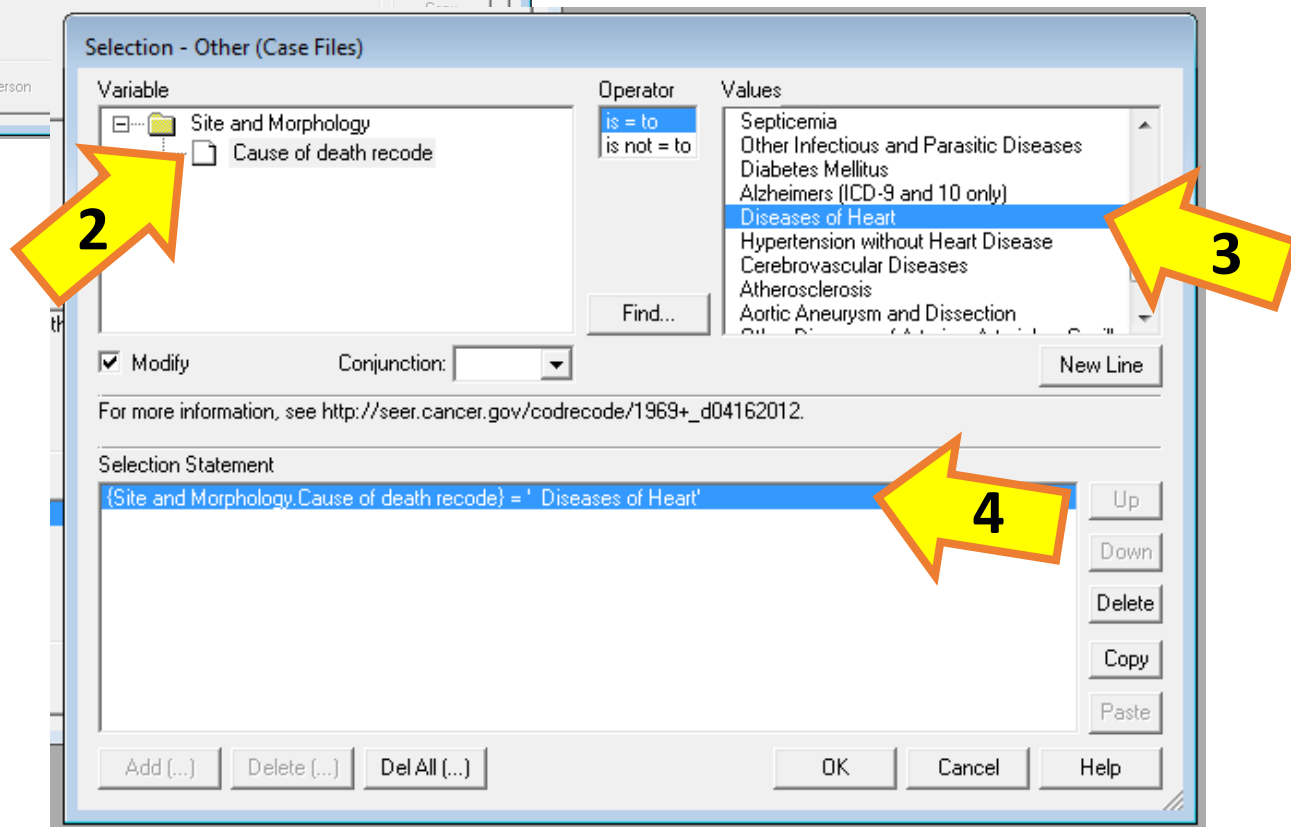 Copy
erson
Selection - Other (Case Files)
Variable
Operator
Values
Site and Morphology
Cause of death recode
is = to
is not = to
Septicemia
Other Infectious and Parasitic Diseases
Diabetes Mellitus
Alzheimers (ICD-9 and 10 only)
Diseases of Heart
Hypertension without Heart Disease
Cerebrovascular Diseases
Atherosclerosis
Aortic Aneurysm and Dissection
2
3
Find...
th
Modify
Conjunction:
New Line
For more information, see http://seer.cancer.gov/codrecode/1969+_d04162012.
Selection Statement
{Site and Morphology.Cause of death recode} = '  Diseases of Heart'
4
Up
Down
Delete
Copy
Paste
Add (...)
Delete (...)
Del All (...)
OK
Cancel
Help